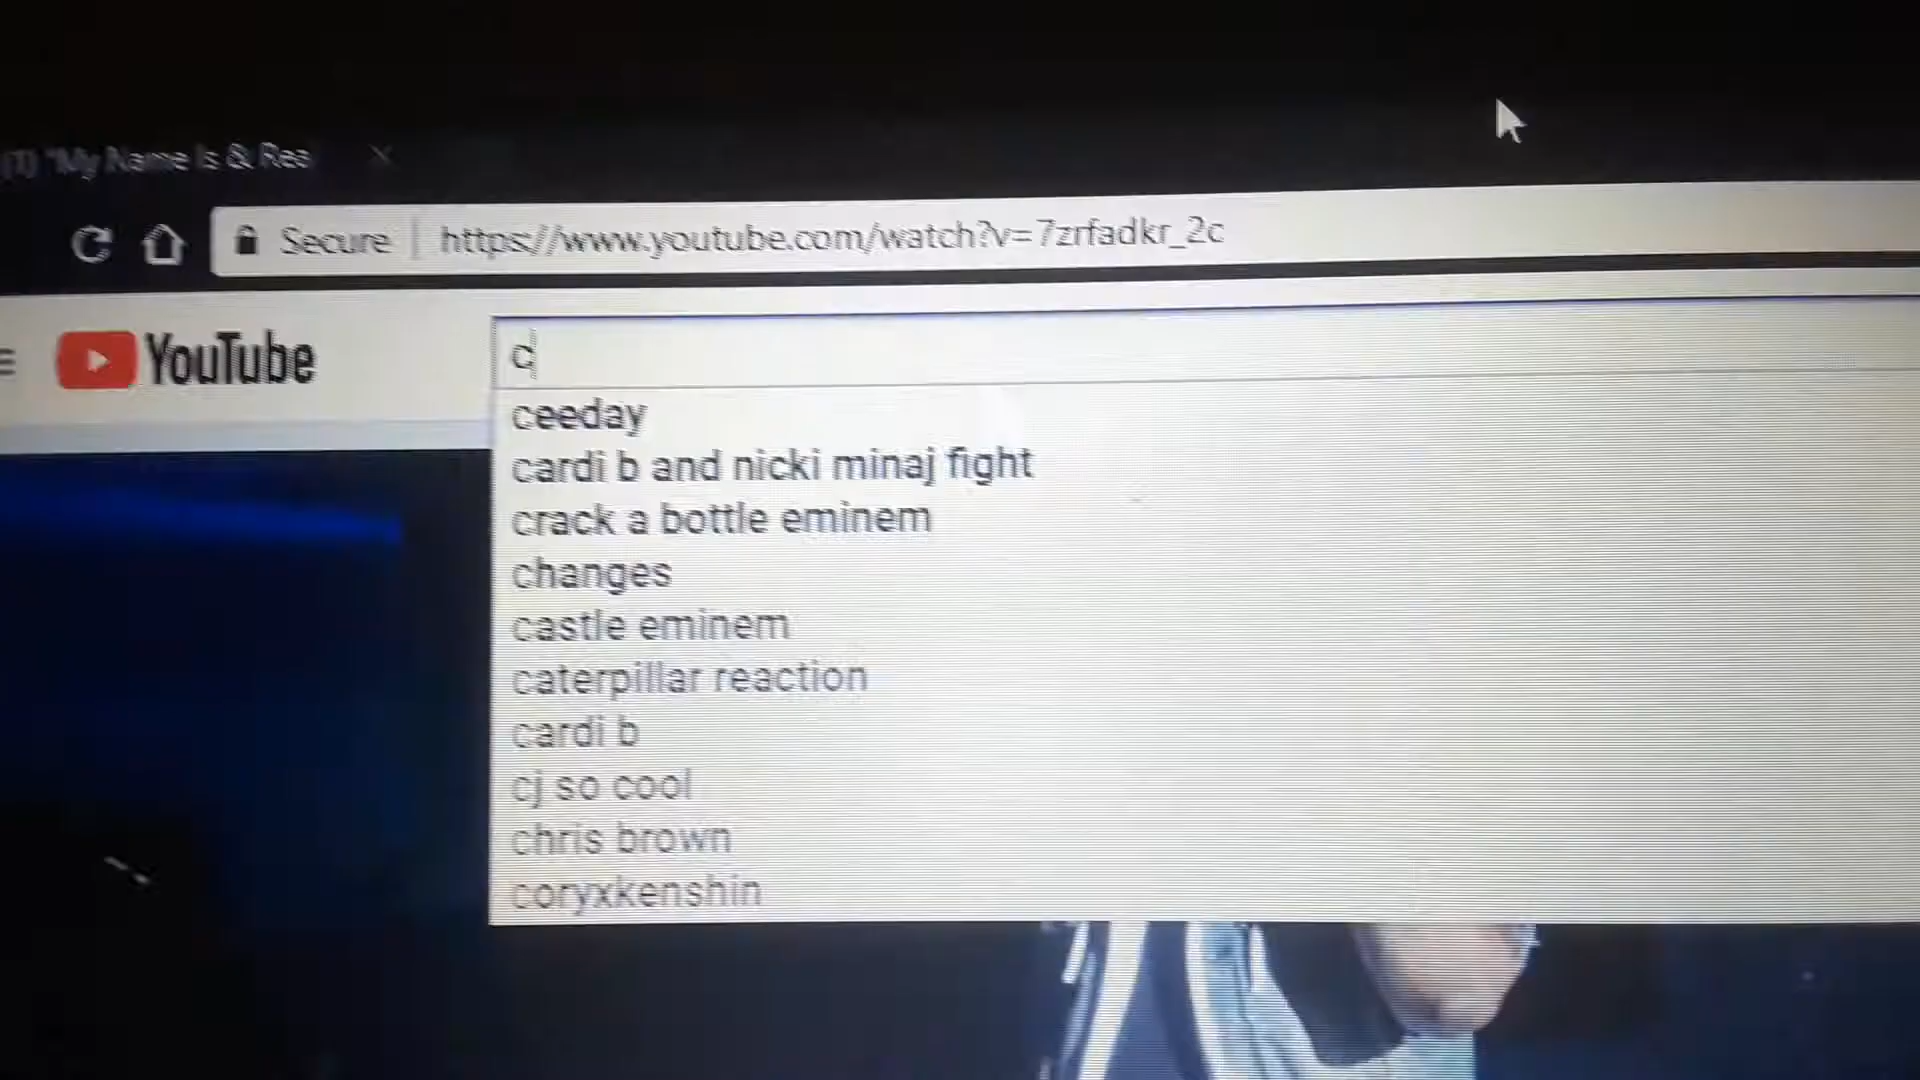 (1) "My Name Is & Rea
Secure
https://www.youtube.com/watch?v=7zrfadkr_2c
YouTube
c
ceeday
cardi b and nicki minaj fight
crack a bottle eminem
changes
castle eminem
caterpillar reaction
cardi b
cj so cool
chris brown
coryxkenshin